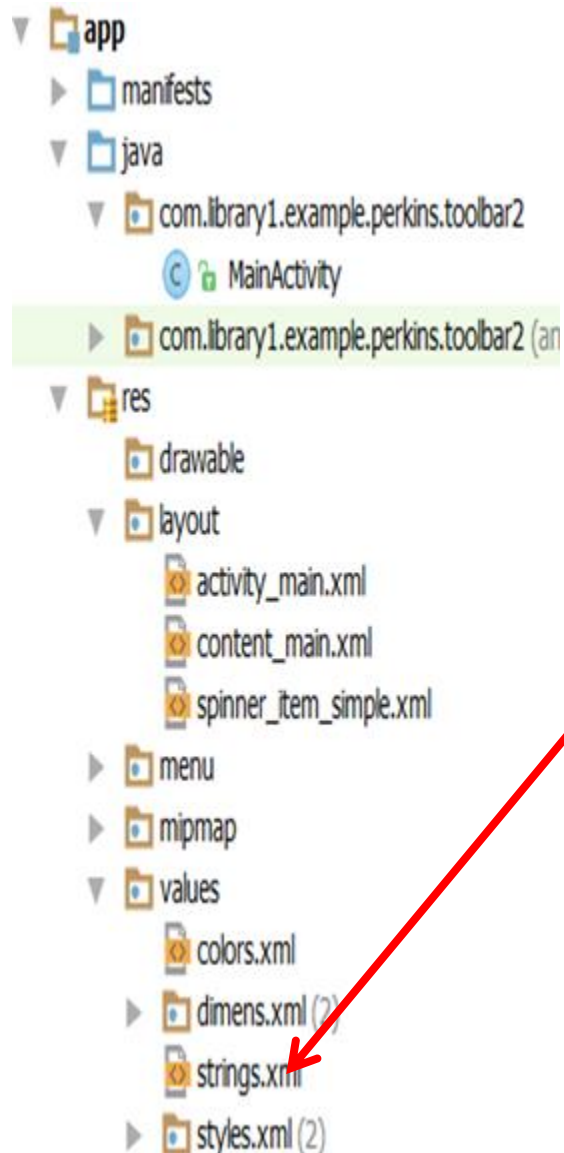 app
manifests
java
com.library1.example.perkins.toolbar2
C MainActivity
com.library1.example.perkins.toolbar2 (an
res
drawable
layout
activity_main.xml
content_main.xml
spinner_item_simple.xml
menu
mipmap
values
colors.xml
dimens.xml (2)
strings.xml
styles.xml (2)